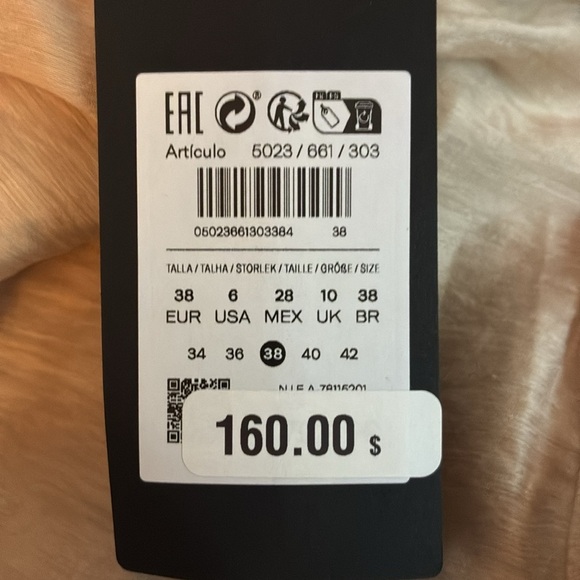 EAC
®
Artículo 5023 / 661 / 303
05023661303384 38
TALLA / TALHA / STORLEK / TAILLE / GRÖßE / SIZE
38 6 28 10 38
EUR USA MEX UK BR
34 36 38 40 42
N.I.F. A-78115201
160.00 $